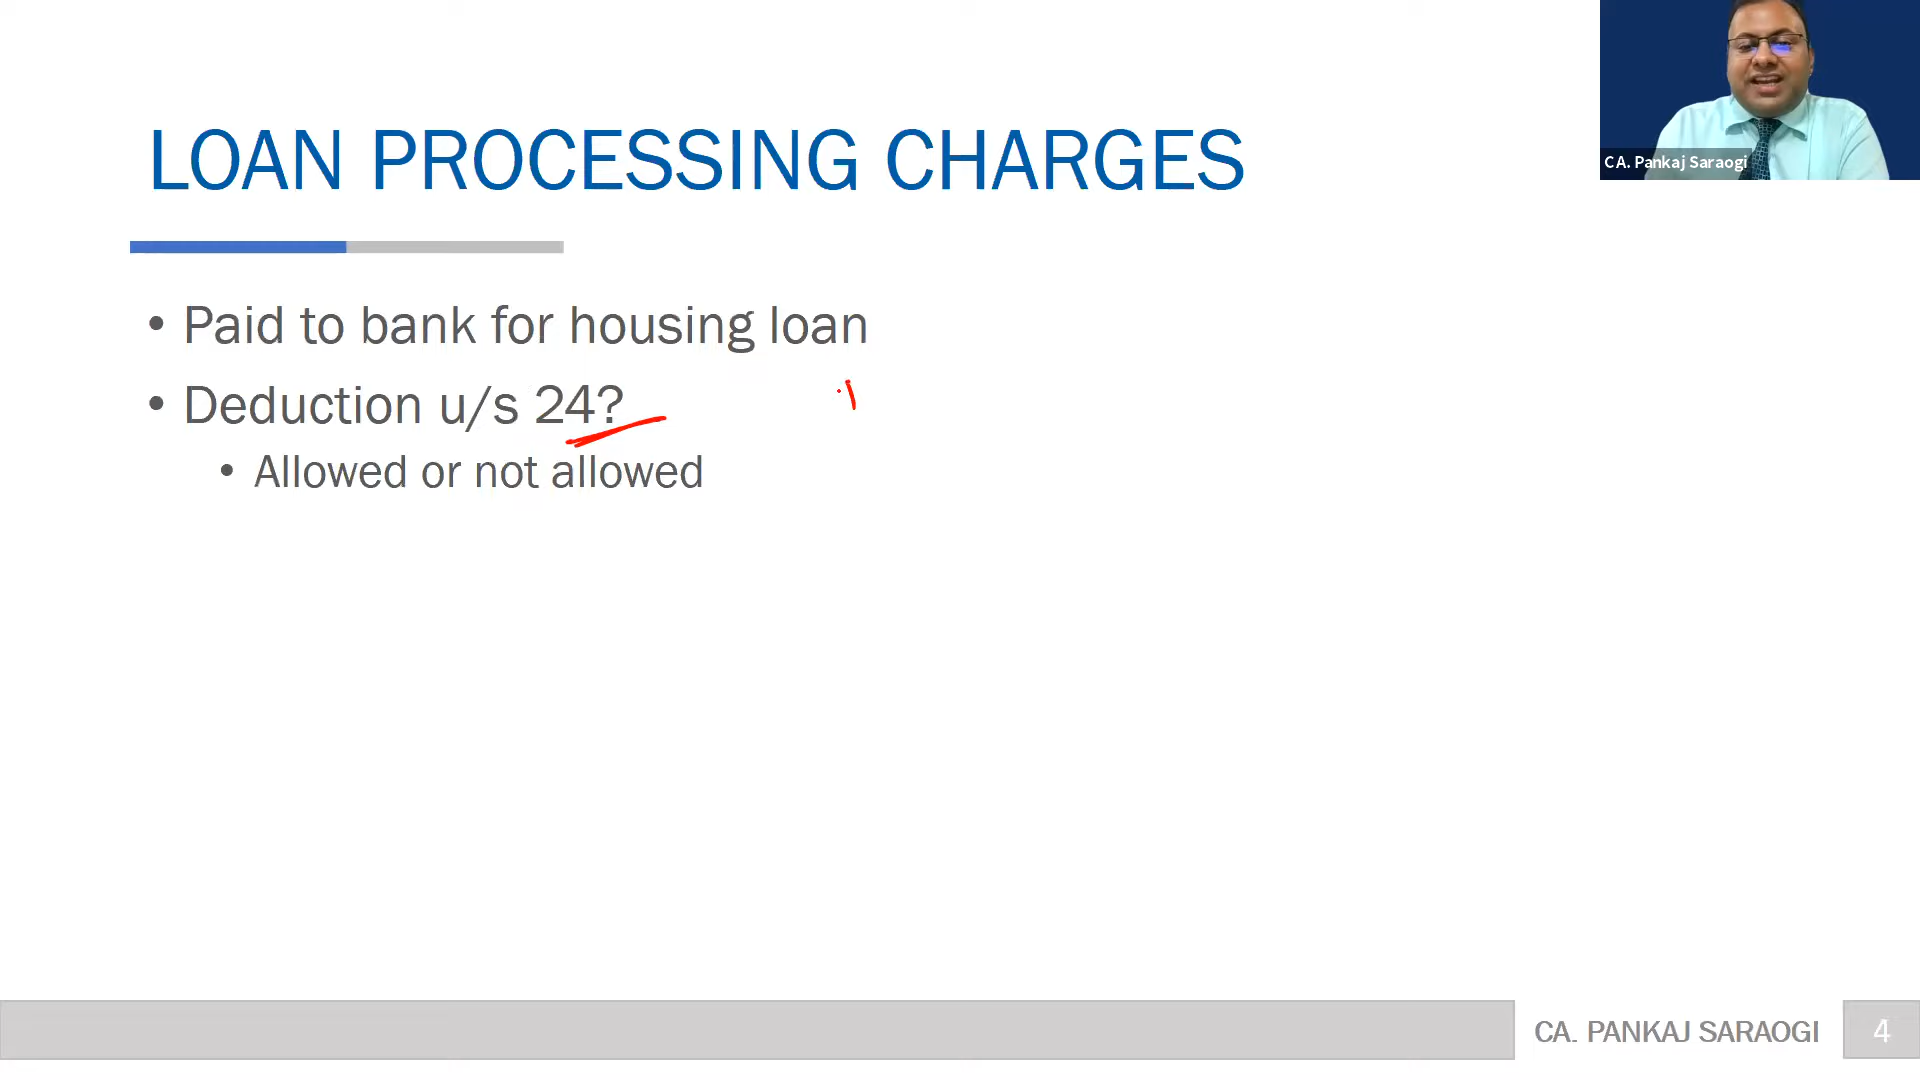 LOAN PROCESSING CHARGES
CA. Pankaj Saraogi
• Paid to bank for housing loan
• Deduction u/s 24?
• Allowed or not allowed
CA. PANKAJ SARAOGI
4